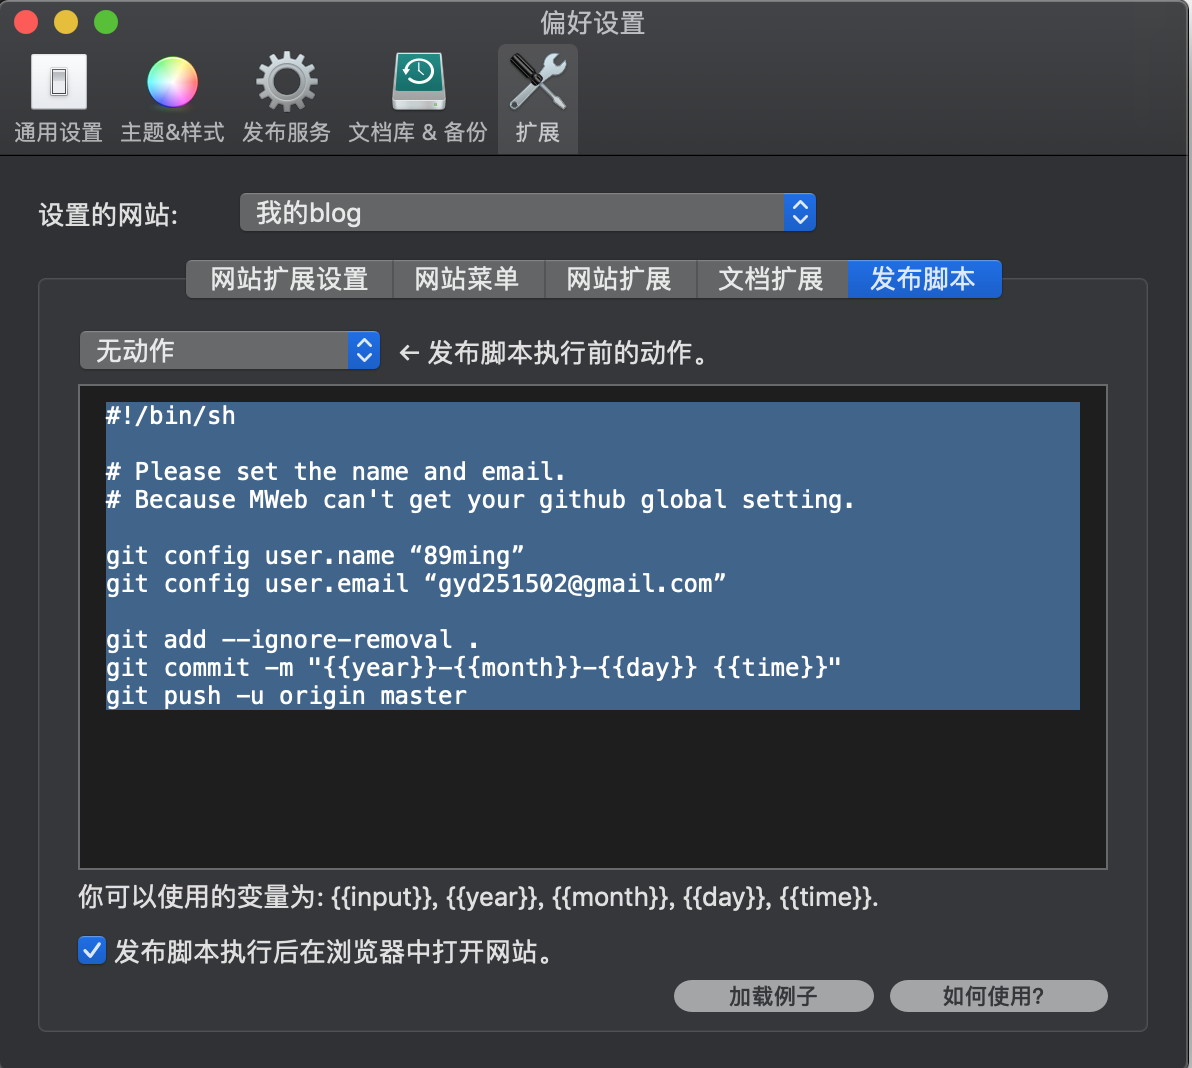 偏好设置
通用设置 主题&样式 发布服务 文档库 & 备份 扩展
设置的网站: 我的blog
网站扩展设置 网站菜单 网站扩展 文档扩展 发布脚本
无动作 ← 发布脚本执行前的动作。
#!/bin/sh
# Please set the name and email.
# Because MWeb can't get your github global setting.
git config user.name “89ming”
git config user.email “gyd251502@gmail.com”
git add --ignore-removal .
git commit -m "{{year}}-{{month}}-{{day}} {{time}}"
git push -u origin master
你可以使用的变量为: {{input}}, {{year}}, {{month}}, {{day}}, {{time}}.
发布脚本执行后在浏览器中打开网站。
加载例子 如何使用?